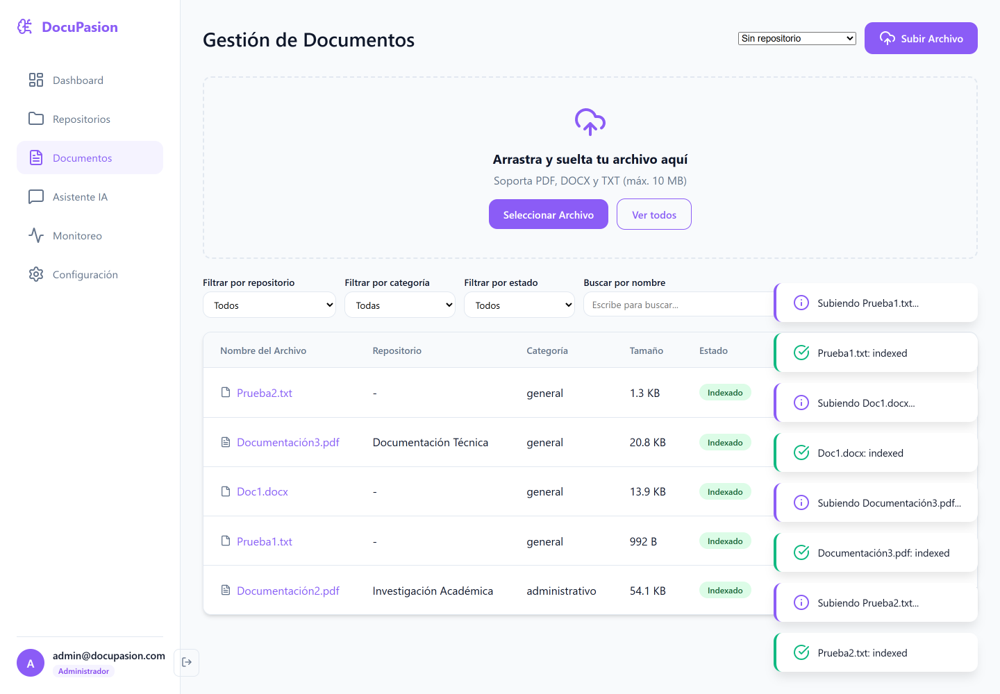 DocuPasion
Dashboard
Repositorios
Documentos
Asistente IA
Monitoreo
Configuración
A
admin@docupasion.com
Administrador
Gestión de Documentos
Sin repositorio
Subir Archivo
Arrastra y suelta tu archivo aquí
Soporta PDF, DOCX y TXT (máx. 10 MB)
Seleccionar Archivo
Ver todos
Filtrar por repositorio
Todos
Filtrar por categoría
Todas
Filtrar por estado
Todos
Buscar por nombre
Escribe para buscar...
Nombre del Archivo Repositorio Categoría Tamaño Estado
Prueba2.txt - general 1.3 KB Indexado
Documentación3.pdf Documentación Técnica general 20.8 KB Indexado
Doc1.docx - general 13.9 KB Indexado
Prueba1.txt - general 992 B Indexado
Documentación2.pdf Investigación Académica administrativo 54.1 KB Indexado
Subiendo Prueba1.txt...
Prueba1.txt: indexed
Subiendo Doc1.docx...
Doc1.docx: indexed
Subiendo Documentación3.pdf...
Documentación3.pdf: indexed
Subiendo Prueba2.txt...
Prueba2.txt: indexed